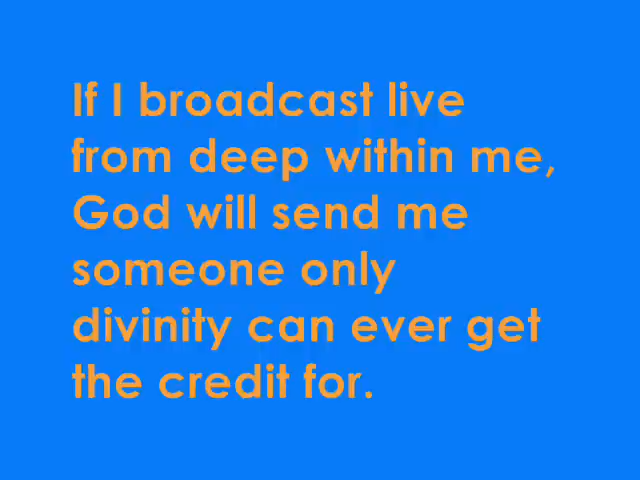 If I broadcast live
from deep within me,
God will send me
someone only
divinity can ever get
the credit for.